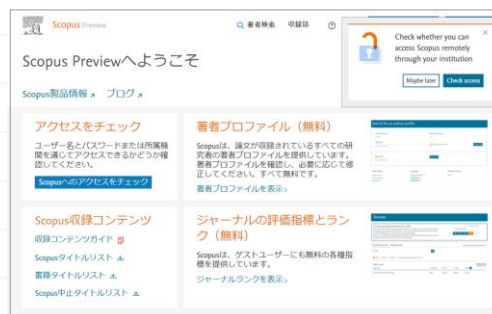 Scopus Preview
著者検索 収録誌
Check whether you can
access Scopus remotely
through your institution
Maybe later Check access
Scopus Previewへようこそ
Scopus製品情報 ブログ
アクセスをチェック
ユーザー名とパスワードまたは所属機
関を通じてアクセスできるかどうか確
認してください。
Scopusへのアクセスをチェック
著者プロファイル（無料）
Scopusは、論文が収録されているすべての研
究者の著者プロファイルを提供しています。
著者プロファイルを確認し、必要に応じて修
正してください。すべて無料です。
著者プロファイルを表示
Scopus収録コンテンツ
収録コンテンツガイド
Scopusタイトルリスト
書籍タイトルリスト
Scopus中止タイトルリスト
ジャーナルの評価指標とラン
ク（無料）
Scopusは、ゲストユーザーにも無料の各種指
標を提供しています。
ジャーナルランクを表示